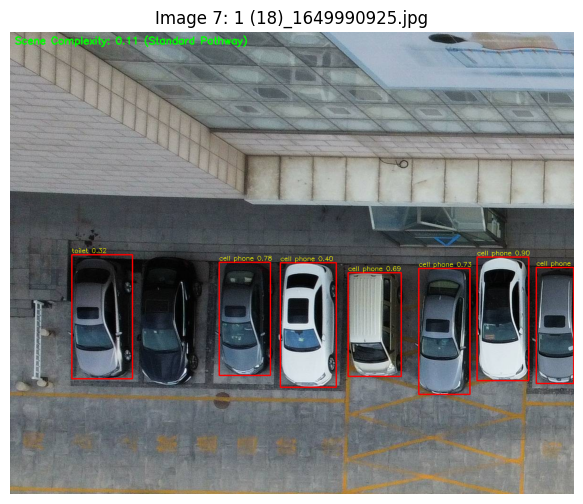 Image 7: 1 (18)_1649990925.jpg
Scene Complexity: 0.11 (Standard Pathway)
toilet 0.32
cell phone 0.78
cell phone 0.40
cell phone 0.69
cell phone 0.73
cell phone 0.90
cell phone